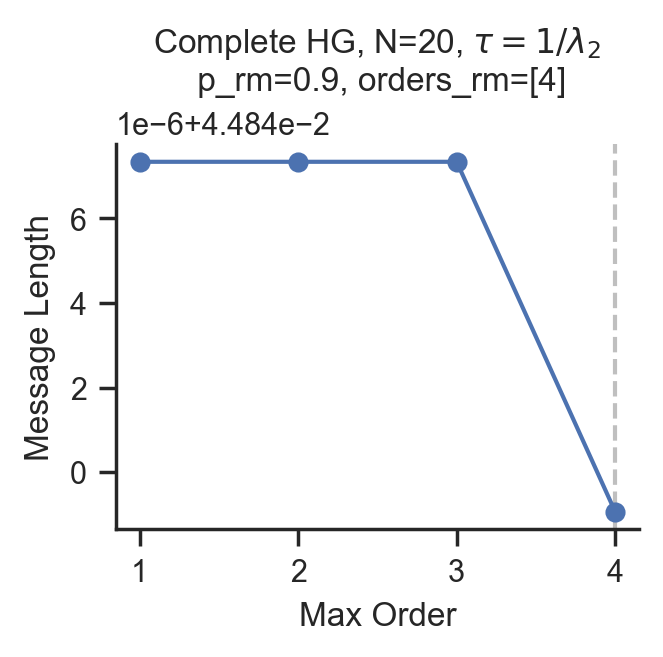 Complete HG, N=20, τ = 1/λ₂
p_rm=0.9, orders_rm=[4]
1e−6+4.484e−2
6
4
2
0
Message Length
1 2 3 4
Max Order